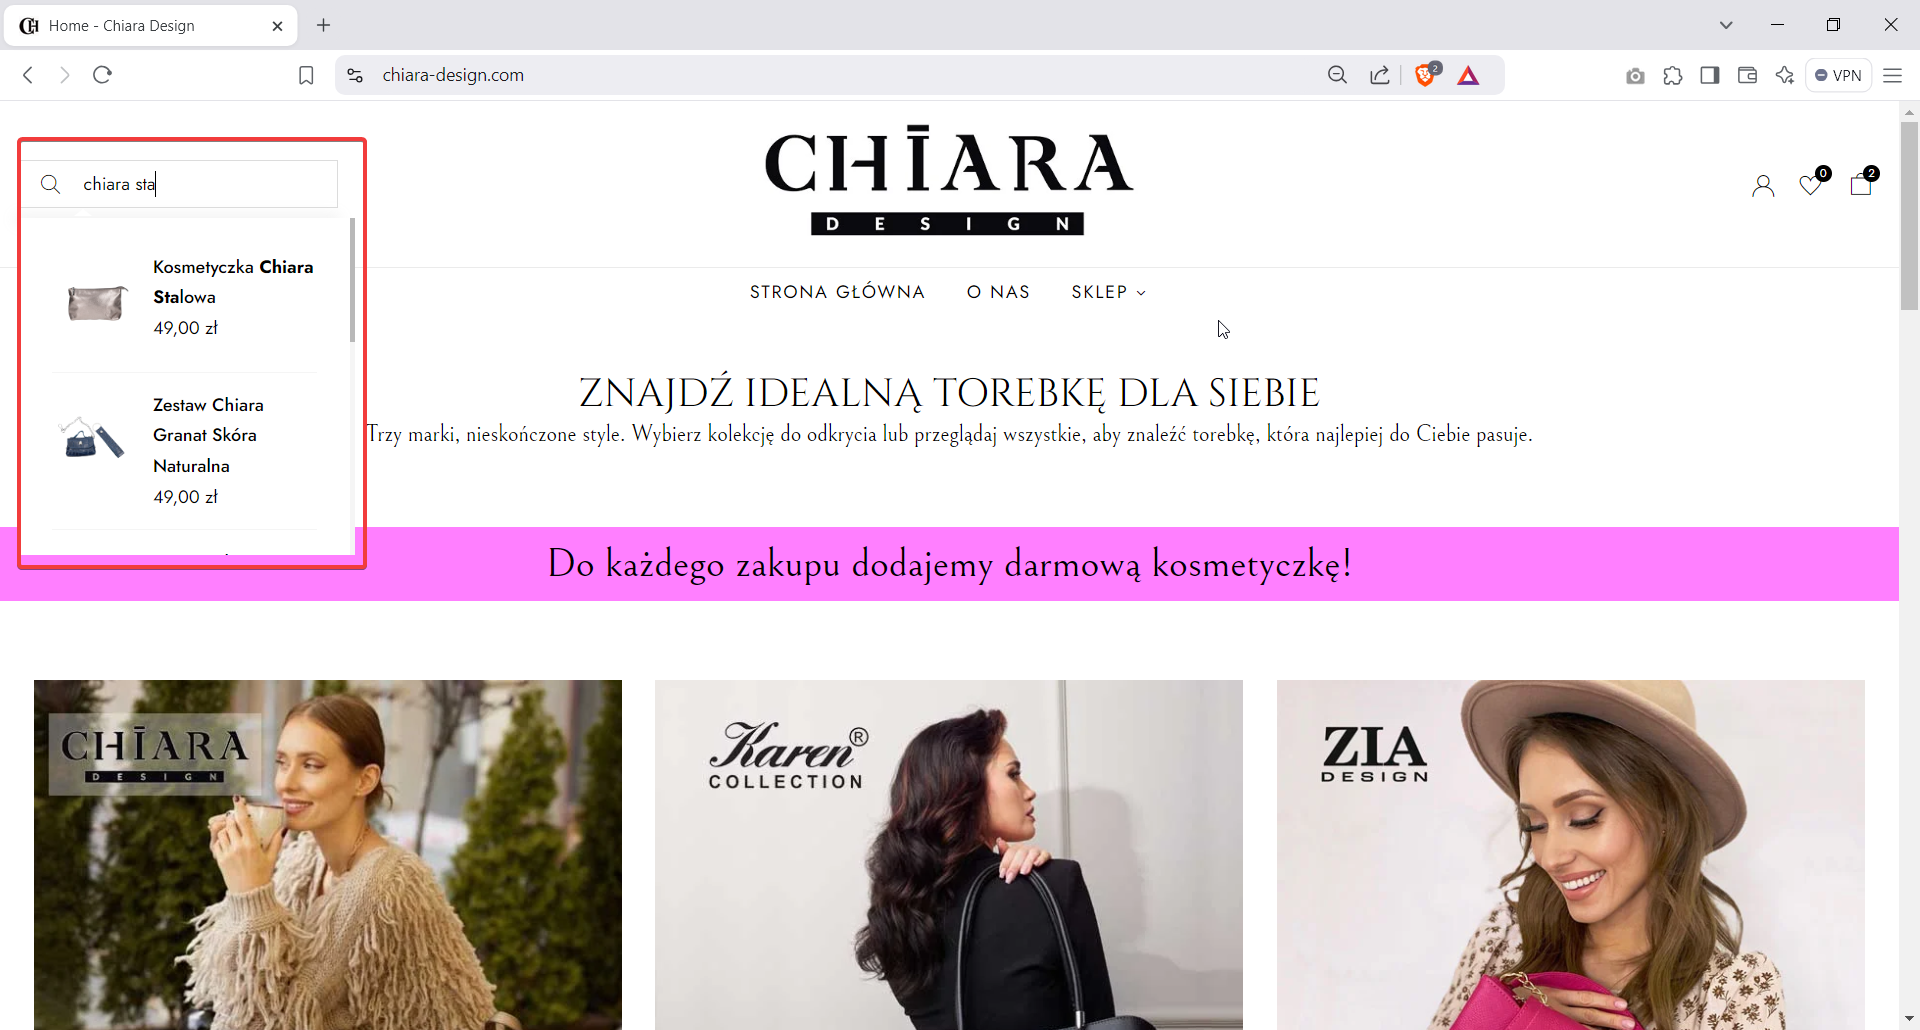 Home - Chiara Design
chiara-design.com
2
VPN
chiara sta
CHIARA
DESIGN
0
2
Kosmetyczka Chiara
Stalowa
49,00 zł
Zestaw Chiara
Granat Skóra
Naturalna
49,00 zł
STRONA GŁÓWNA
O NAS
SKLEP
ZNAJDŹ IDEALNĄ TOREBKĘ DLA SIEBIE
Trzy marki, nieskończone style. Wybierz kolekcję do odkrycia lub przeglądaj wszystkie, aby znaleźć torebkę, która najlepiej do Ciebie pasuje.
Do każdego zakupu dodajemy darmową kosmetyczkę!
CHIARA
DESIGN
Karen®
COLLECTION
ZIA
DESIGN